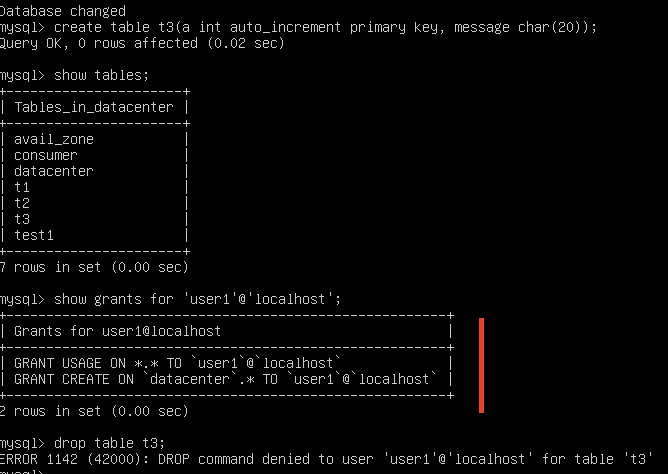 Database changed
mysql> create table t3(a int auto_increment primary key, message char(20));
Query OK, 0 rows affected (0.02 sec)
mysql> show tables;
+----------------------+
| Tables_in_datacenter |
+----------------------+
| avail_zone           |
| consumer             |
| datacenter           |
| t1                   |
| t2                   |
| t3                   |
| test1                |
+----------------------+
7 rows in set (0.00 sec)
mysql> show grants for 'user1'@'localhost';
+-------------------------------------------------------+
| Grants for user1@localhost                            |
+-------------------------------------------------------+
| GRANT USAGE ON *.* TO `user1`@`localhost`             |
| GRANT CREATE ON `datacenter`.* TO `user1`@`localhost` |
+-------------------------------------------------------+
2 rows in set (0.00 sec)
mysql> drop table t3;
ERROR 1142 (42000): DROP command denied to user 'user1'@'localhost' for table 't3'